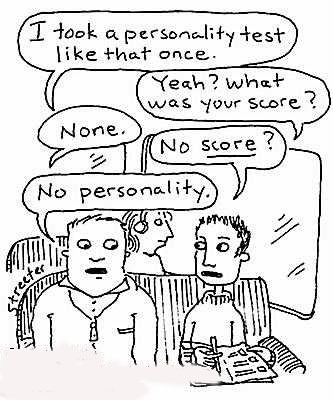 I took a personality test
like that once.
Yeah? What
was your score?
None.
No score?
No personality.
Streeter